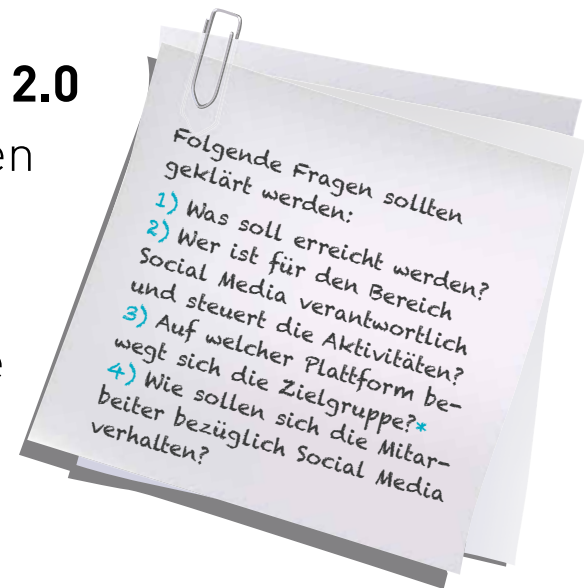 2.0
en
e
Folgende Fragen sollten
geklärt werden:
1) Was soll erreicht werden?
2) Wer ist für den Bereich
Social Media verantwortlich
und steuert die Aktivitäten?
3) Auf welcher Plattform be-
wegt sich die Zielgruppe?*
4) Wie sollen sich die Mitar-
beiter bezüglich Social Media
verhalten?